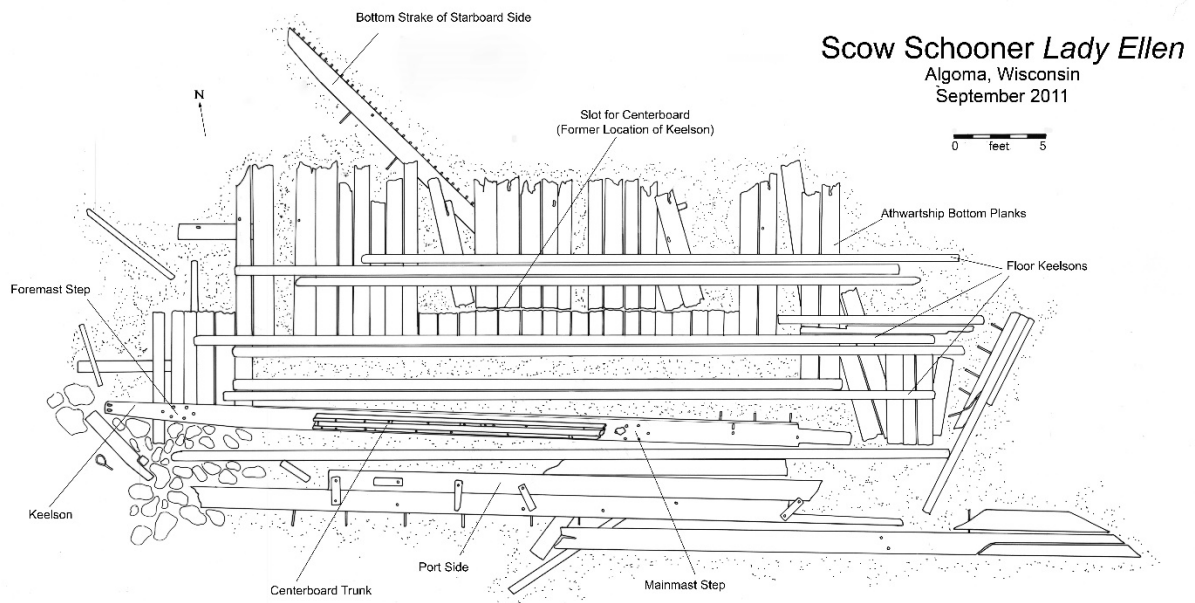 Bottom Strake of Starboard Side
Scow Schooner Lady Ellen
Algoma, Wisconsin
September 2011
N
Slot for Centerboard
(Former Location of Keelson)
0 feet 5
Athwartship Bottom Planks
Floor Keelsons
Foremast Step
Keelson
Port Side
Centerboard Trunk
Mainmast Step